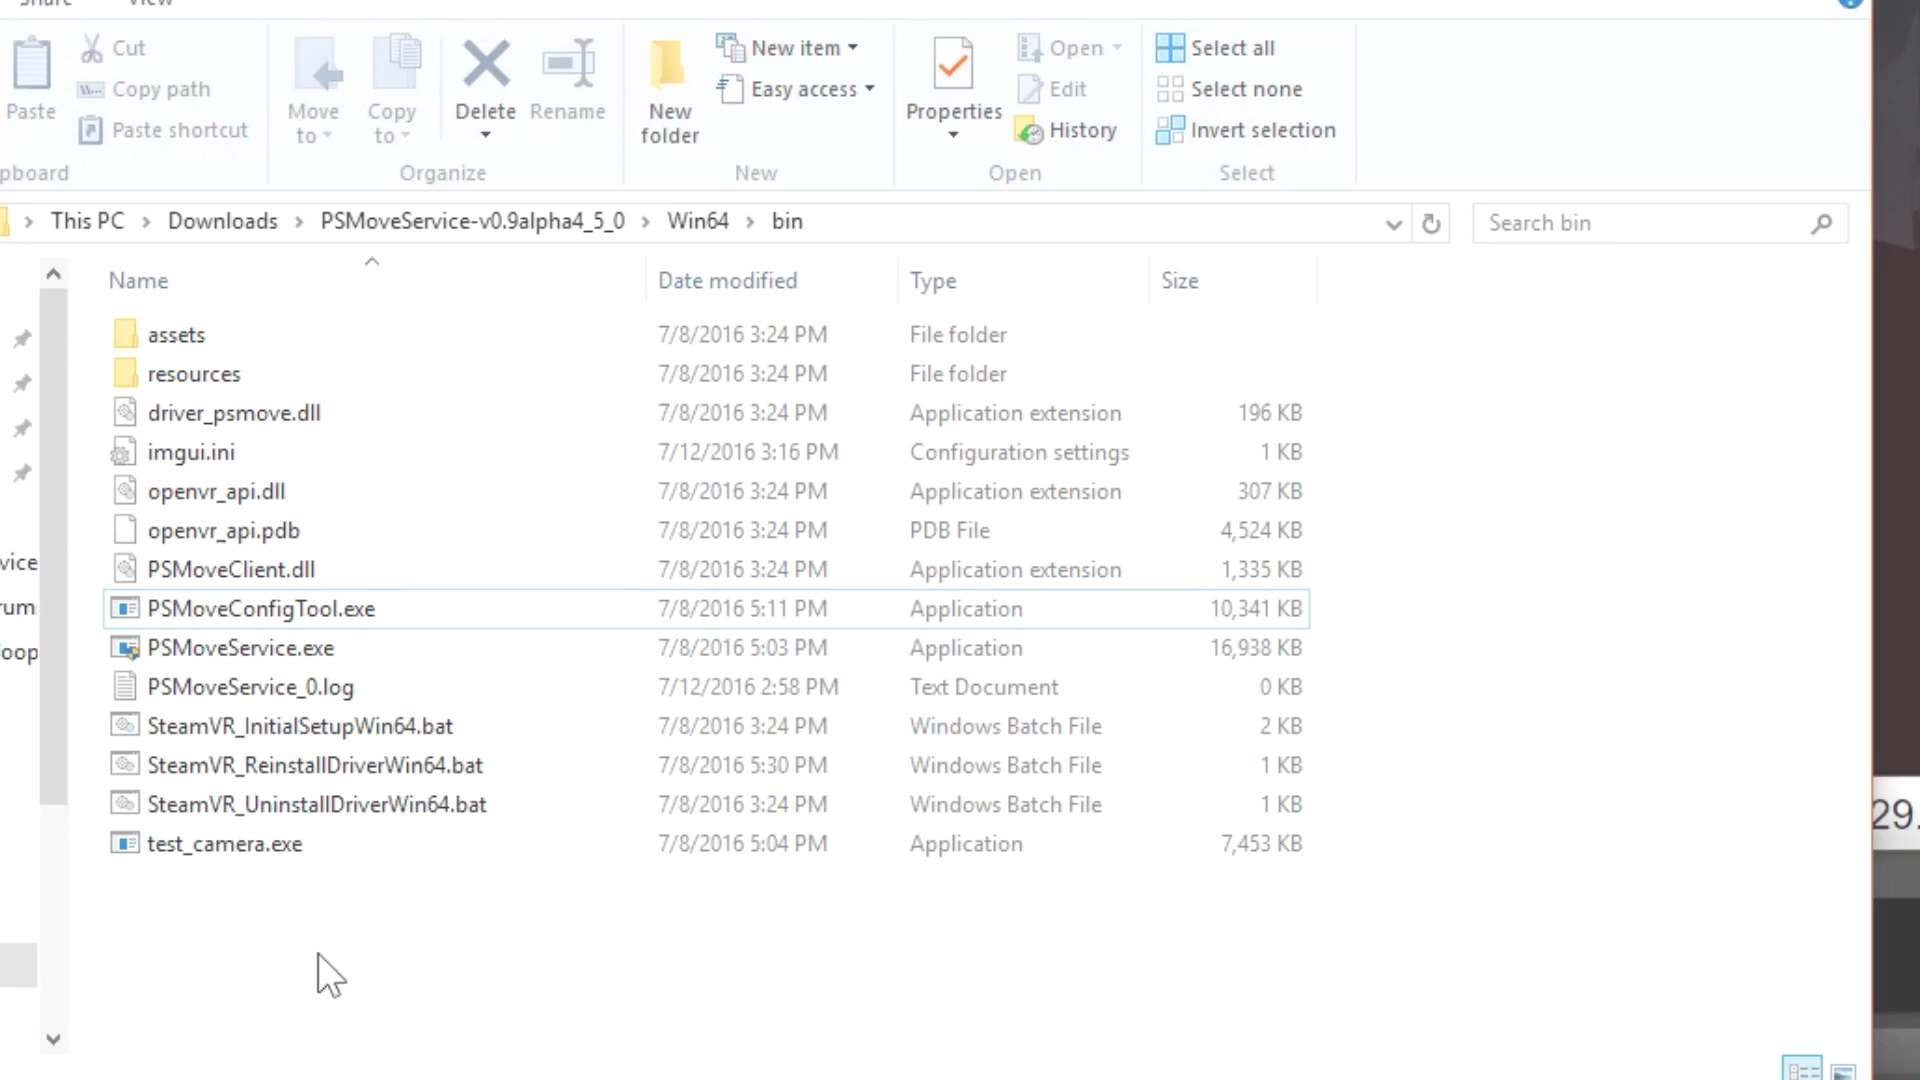 Share View
Cut
Copy path
Paste
Paste shortcut
pboard
Move to
Copy to
Delete
Rename
Organize
New folder
New item
Easy access
New
Properties
Open
Edit
History
Open
Select all
Select none
Invert selection
Select
This PC > Downloads > PSMoveService-v0.9alpha4_5_0 > Win64 > bin
Search bin
Name Date modified Type Size
assets 7/8/2016 3:24 PM File folder
resources 7/8/2016 3:24 PM File folder
driver_psmove.dll 7/8/2016 3:24 PM Application extension 196 KB
imgui.ini 7/12/2016 3:16 PM Configuration settings 1 KB
openvr_api.dll 7/8/2016 3:24 PM Application extension 307 KB
openvr_api.pdb 7/8/2016 3:24 PM PDB File 4,524 KB
PSMoveClient.dll 7/8/2016 3:24 PM Application extension 1,335 KB
PSMoveConfigTool.exe 7/8/2016 5:11 PM Application 10,341 KB
PSMoveService.exe 7/8/2016 5:03 PM Application 16,938 KB
PSMoveService_0.log 7/12/2016 2:58 PM Text Document 0 KB
SteamVR_InitialSetupWin64.bat 7/8/2016 3:24 PM Windows Batch File 2 KB
SteamVR_ReinstallDriverWin64.bat 7/8/2016 5:30 PM Windows Batch File 1 KB
SteamVR_UninstallDriverWin64.bat 7/8/2016 3:24 PM Windows Batch File 1 KB
test_camera.exe 7/8/2016 5:04 PM Application 7,453 KB
vice
rum
oop
29.